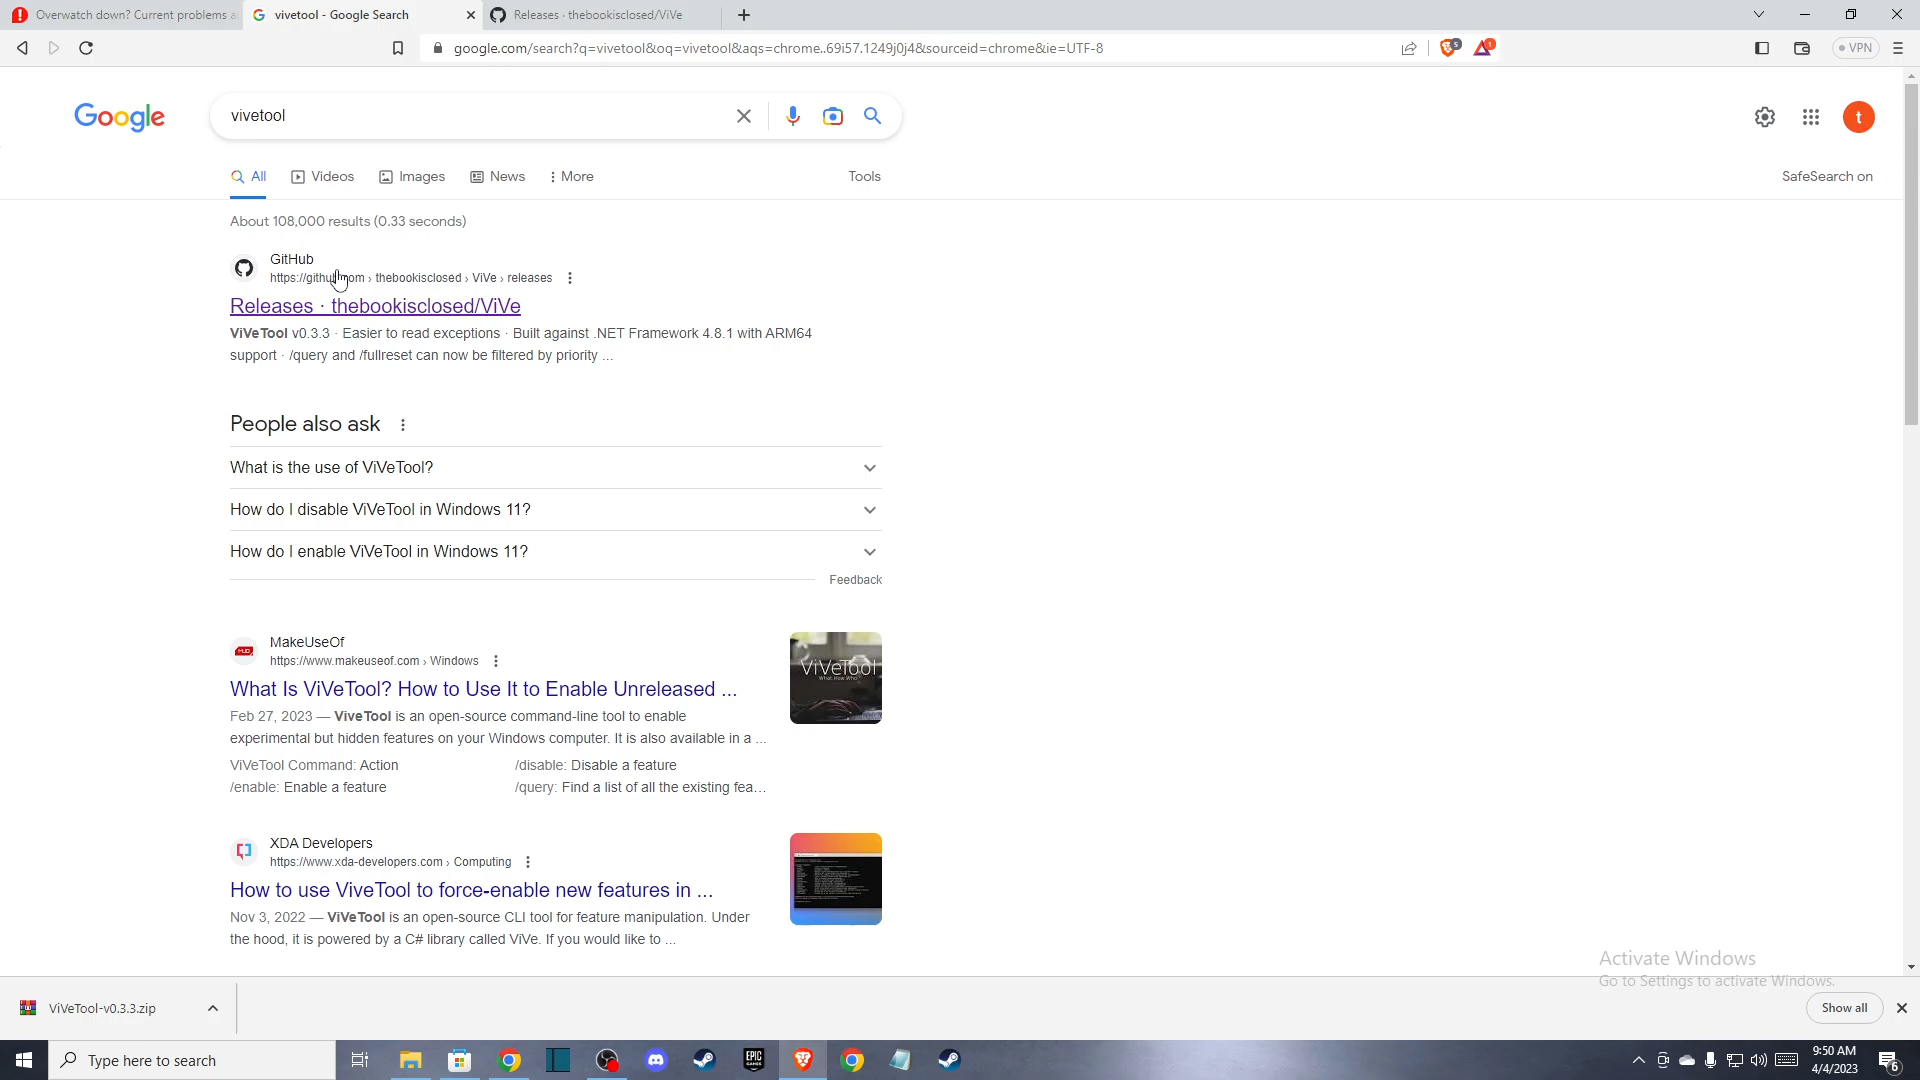 Overwatch down? Current problems a
vivetool - Google Search
Releases · thebookisclosed/ViVe
google.com/search?q=vivetool&oq=vivetool&aqs=chrome..69i57.1249j0j4&sourceid=chrome&ie=UTF-8
5
1
VPN
Google
vivetool
t
All
Videos
Images
News
More
Tools
SafeSearch on
About 108,000 results (0.33 seconds)
GitHub
https://github.com › thebookisclosed › ViVe › releases
Releases · thebookisclosed/ViVe
ViVeTool v0.3.3 · Easier to read exceptions · Built against .NET Framework 4.8.1 with ARM64
support · /query and /fullreset can now be filtered by priority ...
People also ask
What is the use of ViVeTool?
How do I disable ViVeTool in Windows 11?
How do I enable ViVeTool in Windows 11?
Feedback
MUO
MakeUseOf
https://www.makeuseof.com › Windows
What Is ViVeTool? How to Use It to Enable Unreleased ...
Feb 27, 2023 — ViveTool is an open-source command-line tool to enable
experimental but hidden features on your Windows computer. It is also available in a ...
ViVeTool Command: Action
/disable: Disable a feature
/enable: Enable a feature
/query: Find a list of all the existing fea...
ViVeTool
What How Who
XDA Developers
https://www.xda-developers.com › Computing
How to use ViveTool to force-enable new features in ...
Nov 3, 2022 — ViVeTool is an open-source CLI tool for feature manipulation. Under
the hood, it is powered by a C# library called ViVe. If you would like to ...
Activate Windows
Go to Settings to activate Windows.
ViVeTool-v0.3.3.zip
Show all
Type here to search
EPIC
GAMES
9:50 AM
4/4/2023
6